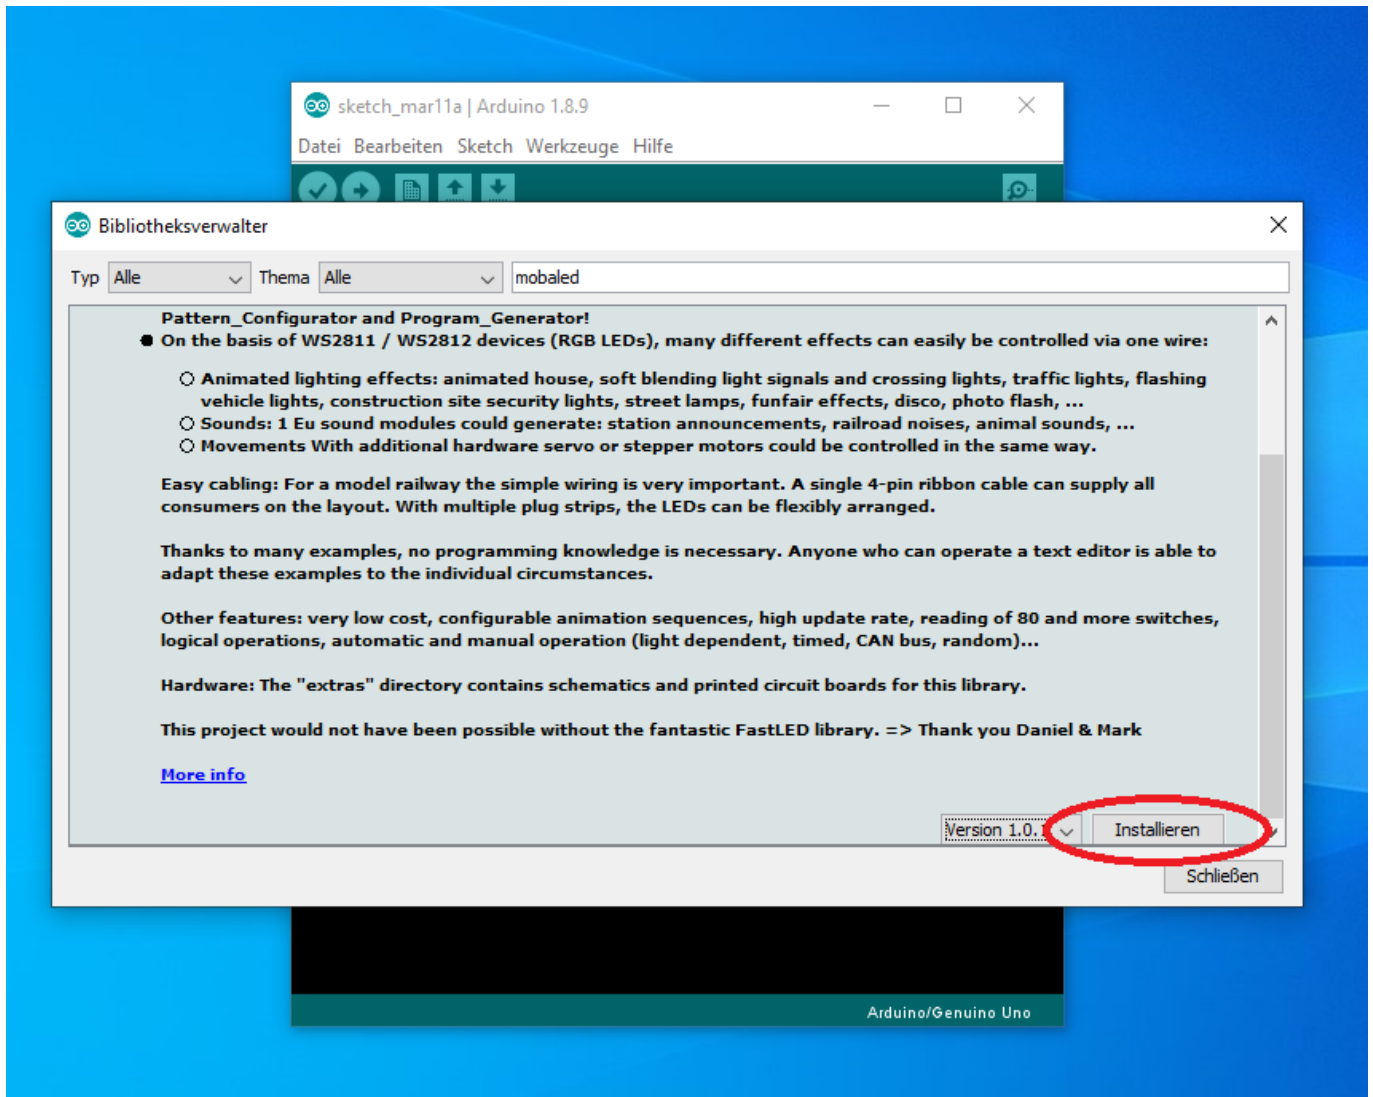 sketch_mar11a | Arduino 1.8.9
Datei Bearbeiten Sketch Werkzeuge Hilfe
Bibliotheksverwalter
Typ Alle Thema Alle mobaled
Pattern_Configurator and Program_Generator!
On the basis of WS2811 / WS2812 devices (RGB LEDs), many different effects can easily be controlled via one wire:
Animated lighting effects: animated house, soft blending light signals and crossing lights, traffic lights, flashing
vehicle lights, construction site security lights, street lamps, funfair effects, disco, photo flash, ...
Sounds: 1 Eu sound modules could generate: station announcements, railroad noises, animal sounds, ...
Movements With additional hardware servo or stepper motors could be controlled in the same way.
Easy cabling: For a model railway the simple wiring is very important. A single 4-pin ribbon cable can supply all
consumers on the layout. With multiple plug strips, the LEDs can be flexibly arranged.
Thanks to many examples, no programming knowledge is necessary. Anyone who can operate a text editor is able to
adapt these examples to the individual circumstances.
Other features: very low cost, configurable animation sequences, high update rate, reading of 80 and more switches,
logical operations, automatic and manual operation (light dependent, timed, CAN bus, random)...
Hardware: The "extras" directory contains schematics and printed circuit boards for this library.
This project would not have been possible without the fantastic FastLED library. => Thank you Daniel & Mark
More info
Version 1.0.1 Installieren
Schließen
Arduino/Genuino Uno